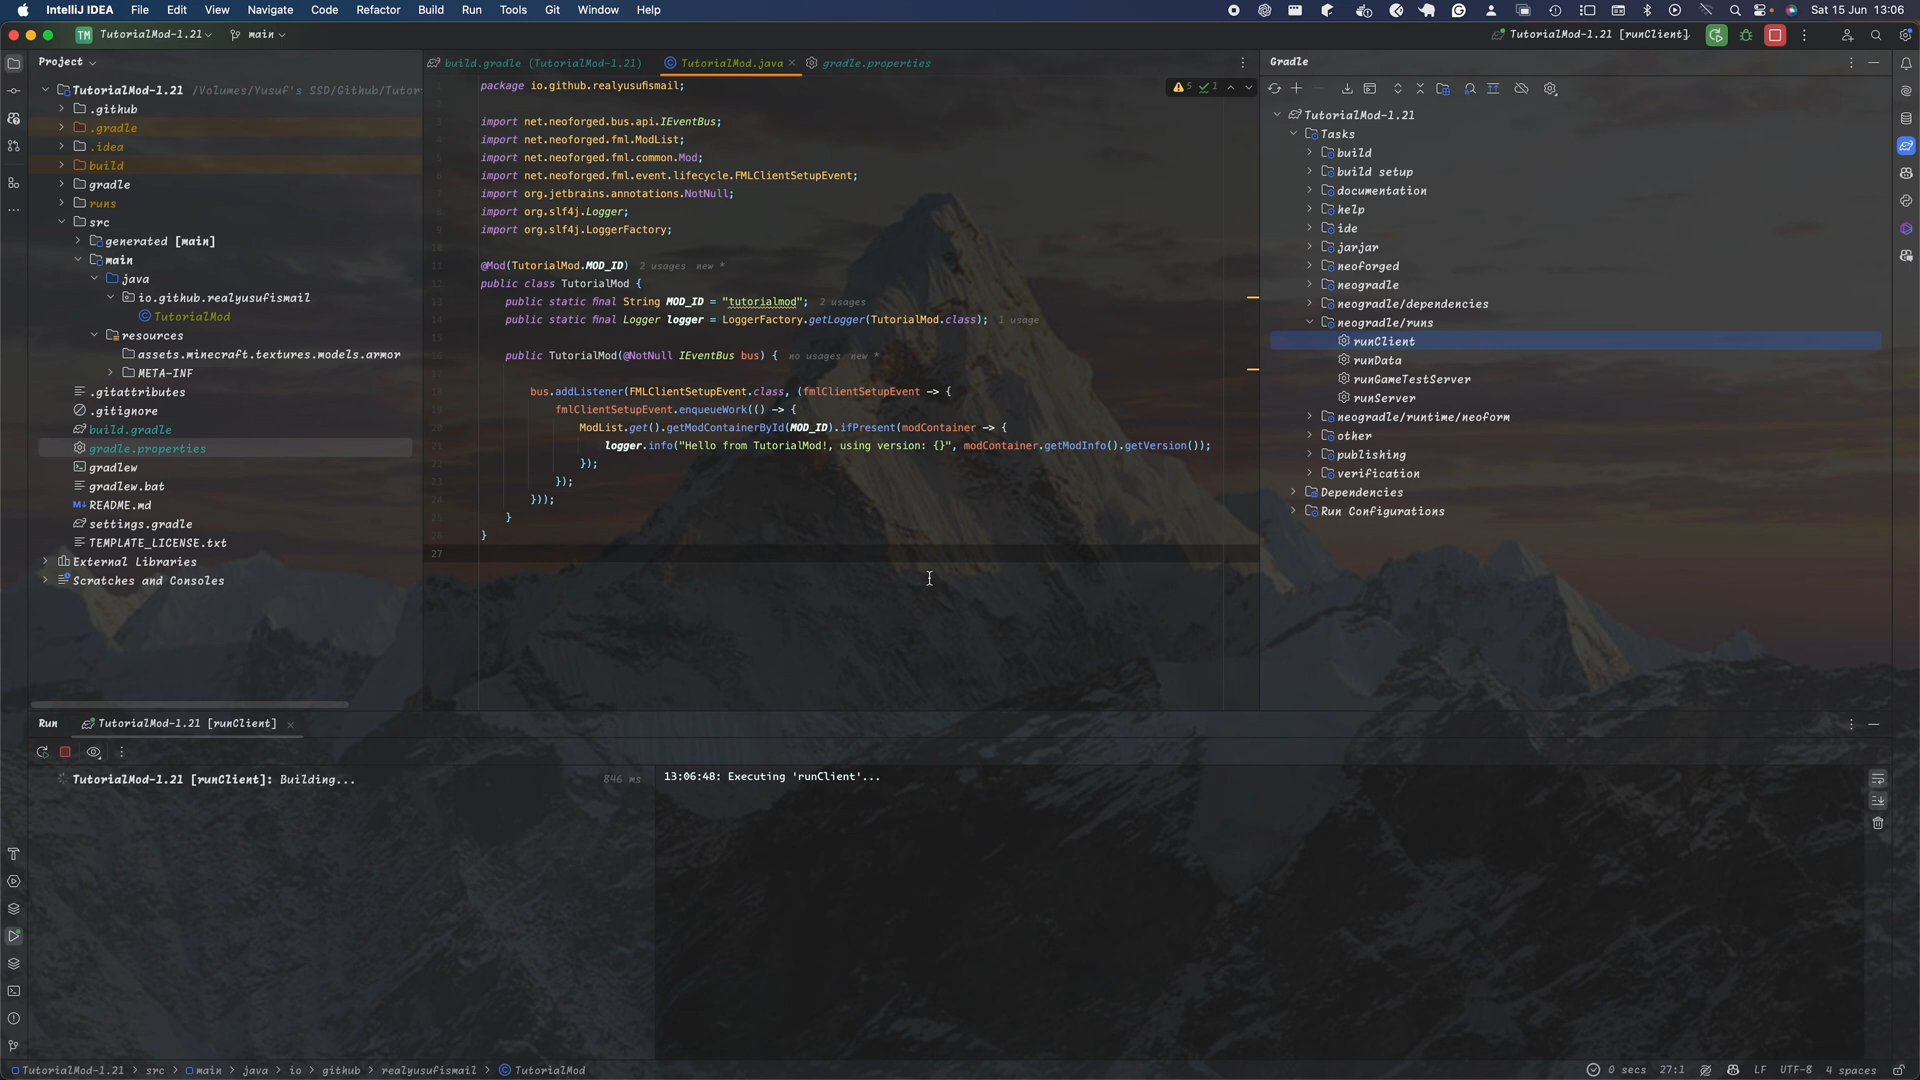 IntelliJ IDEA File Edit View Navigate Code Refactor Build Run Tools Git Window Help Sat 15 Jun 13:06
TM TutorialMod-1.21 main TutorialMod-1.21 [runClient]
Project
TutorialMod-1.21 /Volumes/Yusuf's SSD/Github/Tutor
.github
.gradle
.idea
build
gradle
runs
src
generated [main]
main
java
io.github.realyusufismail
TutorialMod
resources
assets.minecraft.textures.models.armor
META-INF
.gitattributes
.gitignore
build.gradle
gradle.properties
gradlew
gradlew.bat
README.md
settings.gradle
TEMPLATE_LICENSE.txt
External Libraries
Scratches and Consoles
build.gradle (TutorialMod-1.21) TutorialMod.java gradle.properties
5 1
package io.github.realyusufismail;
import net.neoforged.bus.api.IEventBus;
import net.neoforged.fml.ModList;
import net.neoforged.fml.common.Mod;
import net.neoforged.fml.event.lifecycle.FMLClientSetupEvent;
import org.jetbrains.annotations.NotNull;
import org.slf4j.Logger;
import org.slf4j.LoggerFactory;
@Mod(TutorialMod.MOD_ID) 2 usages new *
public class TutorialMod {
public static final String MOD_ID = "tutorialmod"; 2 usages
public static final Logger logger = LoggerFactory.getLogger(TutorialMod.class); 1 usage
public TutorialMod(@NotNull IEventBus bus) { no usages new *
bus.addListener(FMLClientSetupEvent.class, (fmlClientSetupEvent -> {
fmlClientSetupEvent.enqueueWork(() -> {
ModList.get().getModContainerById(MOD_ID).ifPresent(modContainer -> {
logger.info("Hello from TutorialMod!, using version: {}", modContainer.getModInfo().getVersion());
});
});
}));
}
}
27
Gradle
TutorialMod-1.21
Tasks
build
build setup
documentation
help
ide
jarjar
neoforged
neogradle
neogradle/dependencies
neogradle/runs
runClient
runData
runGameTestServer
runServer
neogradle/runtime/neoform
other
publishing
verification
Dependencies
Run Configurations
Run TutorialMod-1.21 [runClient]
TutorialMod-1.21 [runClient]: Building... 846 ms
13:06:48: Executing 'runClient'...
TutorialMod-1.21 > src > main > java > io > github > realyusufismail > TutorialMod 0 secs 27:1 LF UTF-8 4 spaces